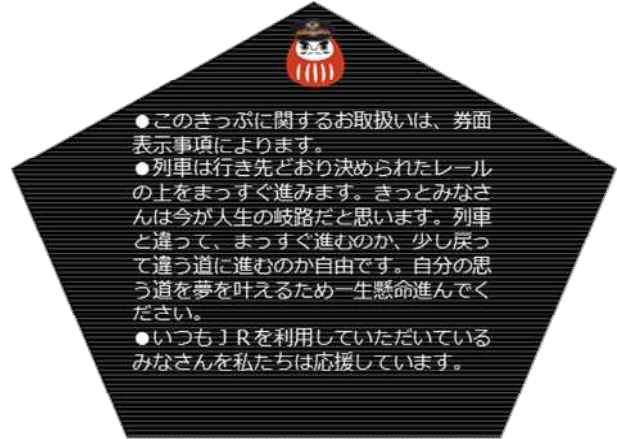 ●このきっぷに関するお取扱いは、券面
表示事項によります。
●列車は行き先どおり決められたレール
の上をまっすぐ進みます。きっとみなさ
んは今が人生の岐路だと思います。列車
と違って、まっすぐ進むのか、少し戻っ
て違う道に進むのか自由です。自分の思
う道を夢を叶えるため一生懸命進んでく
ださい。
●いつもＪＲを利用していただいている
みなさんを私たちは応援しています。